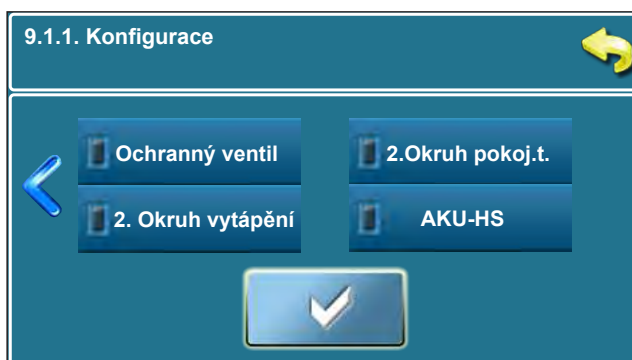 9.1.1. Konfigurace
Ochranný ventil
2.Okruh pokoj.t.
2. Okruh vytápění
AKU-HS